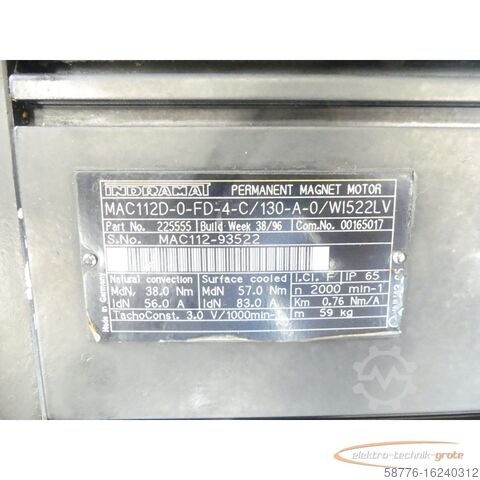 INDRAMAT PERMANENT MAGNET MOTOR
MAC112D-0-FD-4-C/130-A-0/WI522LV
Part No. 225555 Build Week 38/96 Com.No. 00165017
S.No. MAC112-93522
Natural convection Surface cooled I.Cl. F IP 65
MdN 38.0 Nm MdN 57.0 Nm n 2000 min-1
IdN 56.0 A IdN 83.0 A Km 0.76 Nm/A
TachoConst. 3.0 V/1000min-1 m 59 kg
Made in Germany
elektro-technik-grote
58776-16240312